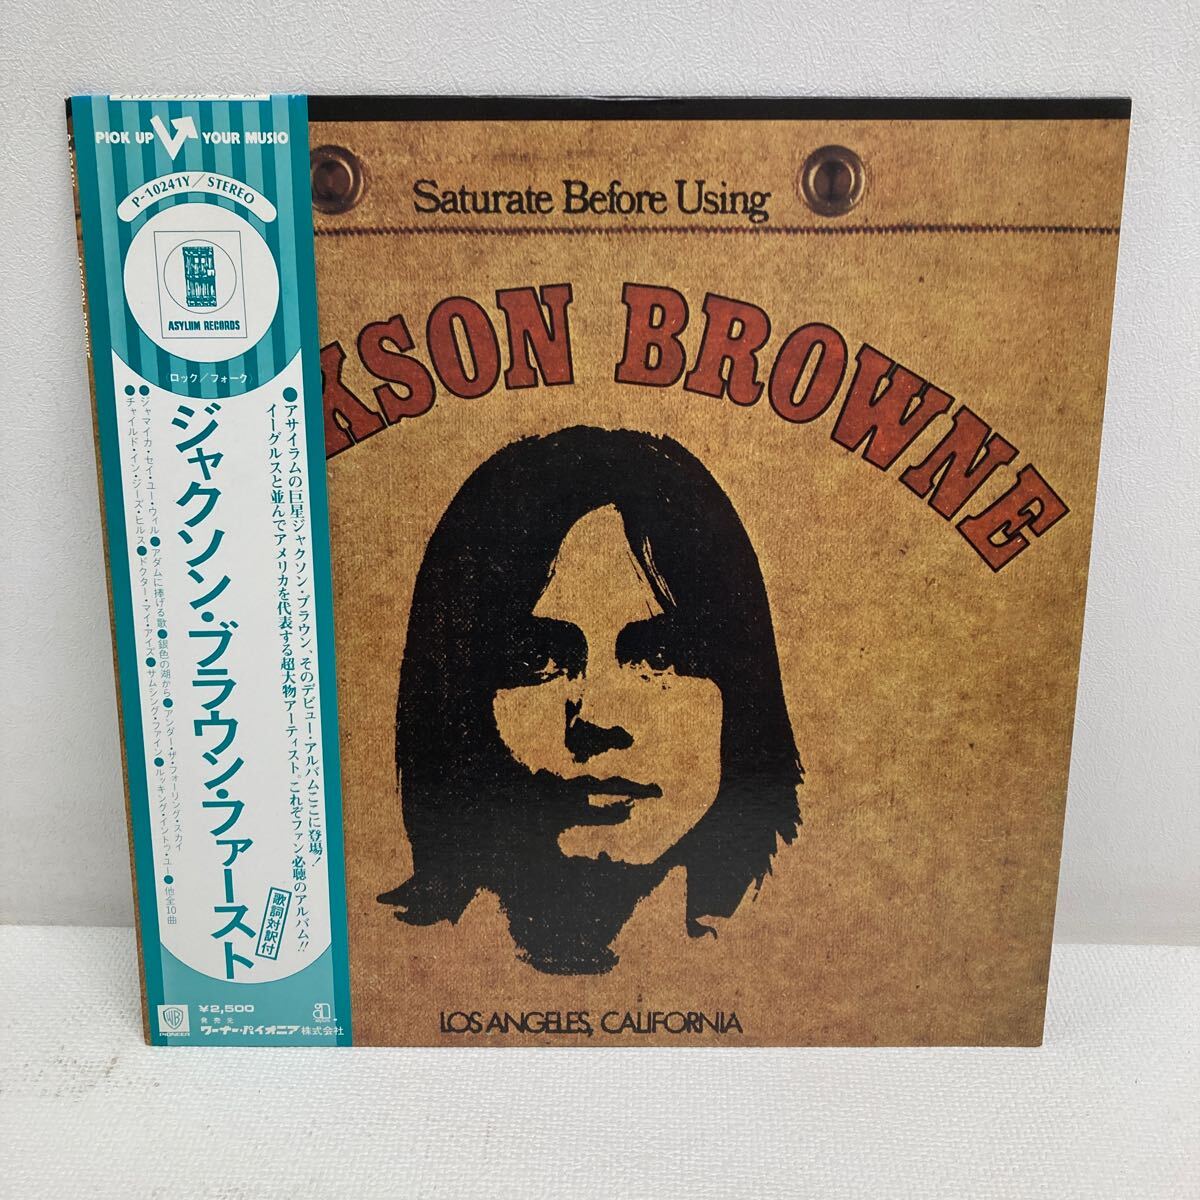 PICK UP YOUR MUSIC
P-10241Y/STEREO
ASYLUM RECORDS
(ロック/フォーク)
●アサイラムの巨星ジャクソン・ブラウン、そのデビュー・アルバムここに登場!
イーグルスと並んでアメリカを代表する超大物アーティスト。これぞファン必聴のアルバム!!
ジャクソン・ブラウン・ファースト
●ジャマイカ・セイ・ユー・ウィル●アダムに捧げる歌●銀色の湖から●アンダー・ザ・フォーリング・スカイ
●チャイルド・イン・ジーズ・ヒルス●ドクター・マイ・アイズ●サムシング・ファイン●ルッキング・イントゥ・ユー●他全10曲
歌詞対訳付
WB
PIONEER
¥2,500
発売元
ワーナー・パイオニア株式会社
Saturate Before Using
KSON BROWNE
LOS ANGELES, CALIFORNIA
JACKSON BROWNE